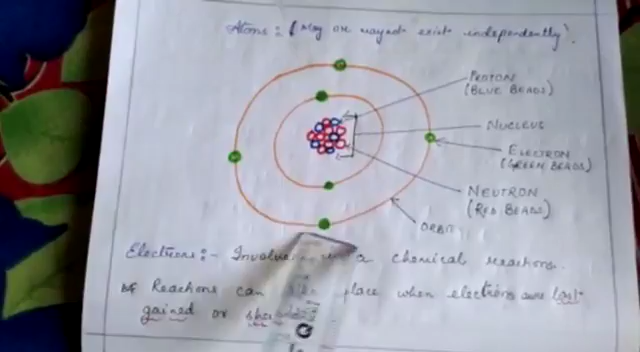 Atoms:- (May or may not exist independently).
PROTON
(BLUE BEADS)
NUCLEUS
ELECTRON
(GREEN BEADS)
NEUTRON
(RED BEADS)
ORBIT
Electrons:- a chemical reactions.
Reactions can place when electrons are lost
gained or